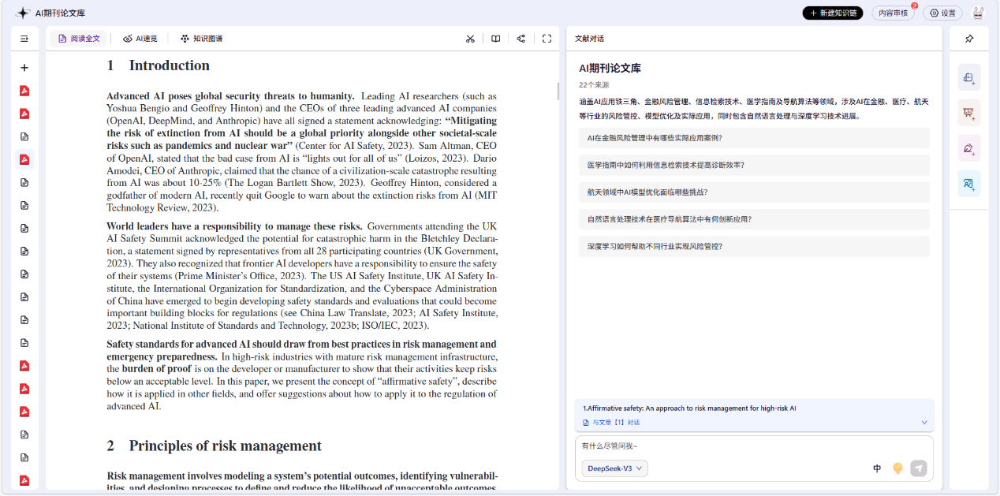 AI期刊论文库
新建知识链
内容审核
2
设置
阅读全文
AI速览
知识图谱
1 Introduction
Advanced AI poses global security threats to humanity. Leading AI researchers (such as
Yoshua Bengio and Geoffrey Hinton) and the CEOs of three leading advanced AI companies
(OpenAI, DeepMind, and Anthropic) have all signed a statement acknowledging: “Mitigating
the risk of extinction from AI should be a global priority alongside other societal-scale
risks such as pandemics and nuclear war” (Center for AI Safety, 2023). Sam Altman, CEO
of OpenAI, stated that the bad case from AI is “lights out for all of us” (Loizos, 2023). Dario
Amodei, CEO of Anthropic, claimed that the chance of a civilization-scale catastrophe resulting
from AI was about 10-25% (The Logan Bartlett Show, 2023). Geoffrey Hinton, considered a
godfather of modern AI, recently quit Google to warn about the extinction risks from AI (MIT
Technology Review, 2023).
World leaders have a responsibility to manage these risks. Governments attending the UK
AI Safety Summit acknowledged the potential for catastrophic harm in the Bletchley Declara-
tion, a statement signed by representatives from all 28 participating countries (UK Government,
2023). They also recognized that frontier AI developers have a responsibility to ensure the safety
of their systems (Prime Minister’s Office, 2023). The US AI Safety Institute, UK AI Safety In-
stitute, the International Organization for Standardization, and the Cyberspace Administration
of China have emerged to begin developing safety standards and evaluations that could become
important building blocks for regulations (see China Law Translate, 2023; AI Safety Institute,
2023; National Institute of Standards and Technology, 2023b; ISO/IEC, 2023).
Safety standards for advanced AI should draw from best practices in risk management and
emergency preparedness. In high-risk industries with mature risk management infrastructure,
the burden of proof is on the developer or manufacturer to show that their activities keep risks
below an acceptable level. In this paper, we present the concept of “affirmative safety”, describe
how it is applied in other fields, and offer suggestions about how to apply it to the regulation of
advanced AI.
2 Principles of risk management
Risk management involves modeling a system’s potential outcomes, identifying vulnerabil-
ities, and designing processes to define and reduce the likelihood of unacceptable outcomes
文献对话
AI期刊论文库
22个来源
涵盖AI应用铁三角、金融风险管理、信息检索技术、医学指南及导航算法等领域，涉及AI在金融、医疗、航天
等行业的风险管控、模型优化及实际应用，同时包含自然语言处理与深度学习技术进展。
AI在金融风险管理中有哪些实际应用案例?
医学指南中如何利用信息检索技术提高诊断效率?
航天领域中AI模型优化面临哪些挑战?
自然语言处理技术在医疗导航算法中有何创新应用?
深度学习如何帮助不同行业实现风险管控?
1.Affirmative safety: An approach to risk management for high-risk AI
与文章【1】对话
有什么尽管问我~
DeepSeek-V3
中